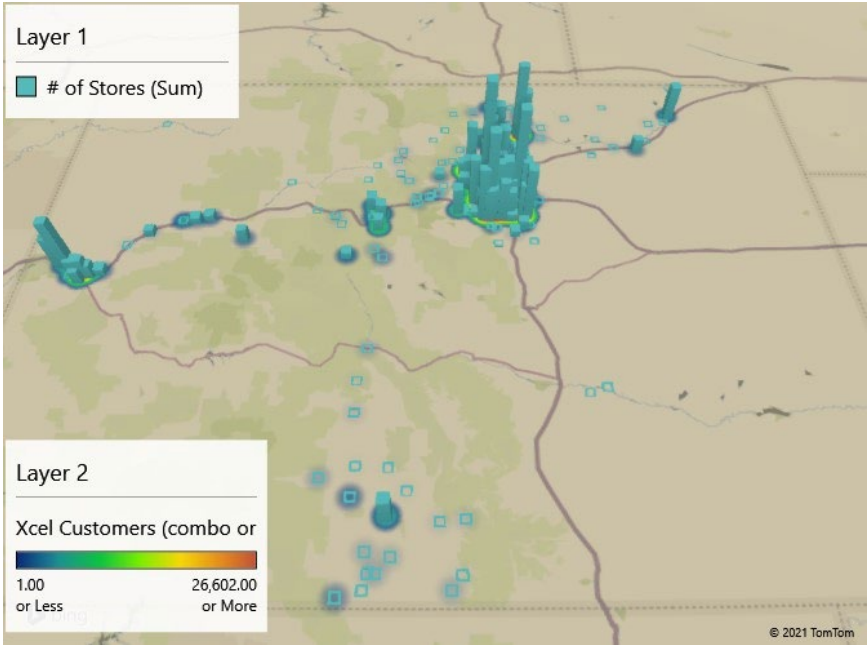 Layer 1
# of Stores (Sum)
Layer 2
Xcel Customers (combo or
1.00
or Less
26,602.00
or More
Bing
© 2021 TomTom